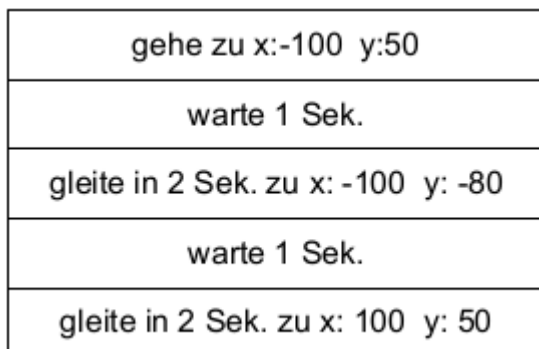 gehe zu x:-100 y:50
warte 1 Sek.
gleite in 2 Sek. zu x: -100 y: -80
warte 1 Sek.
gleite in 2 Sek. zu x: 100 y: 50